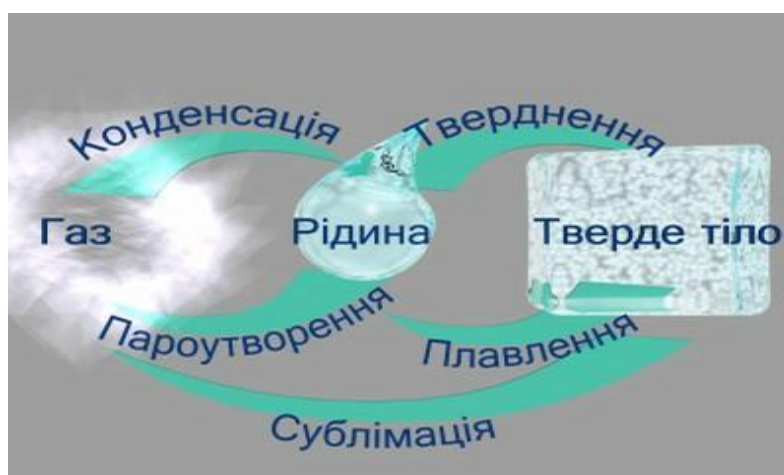 Конденсація
Тверднення
Газ
Рідина
Тверде тіло
Пароутворення
Плавлення
Сублімація